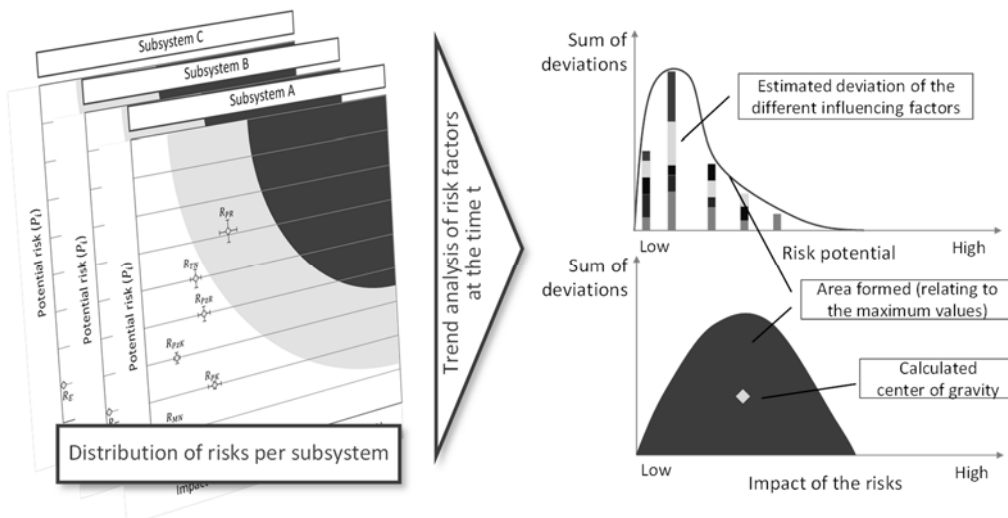 Subsystem C
Subsystem B
Subsystem A
Potential risk (P_i)
Potential risk (P_i)
Potential risk (P_i)
R_PR
R_PzR
R_PzK
R_PK
R_MN
R_E
Distribution of risks per subsystem
Trend analysis of risk factors
at the time t
Sum of
deviations
Estimated deviation of the
different influencing factors
Low
High
Risk potential
Sum of
deviations
Area formed (relating to
the maximum values)
Calculated
center of gravity
Low
High
Impact of the risks